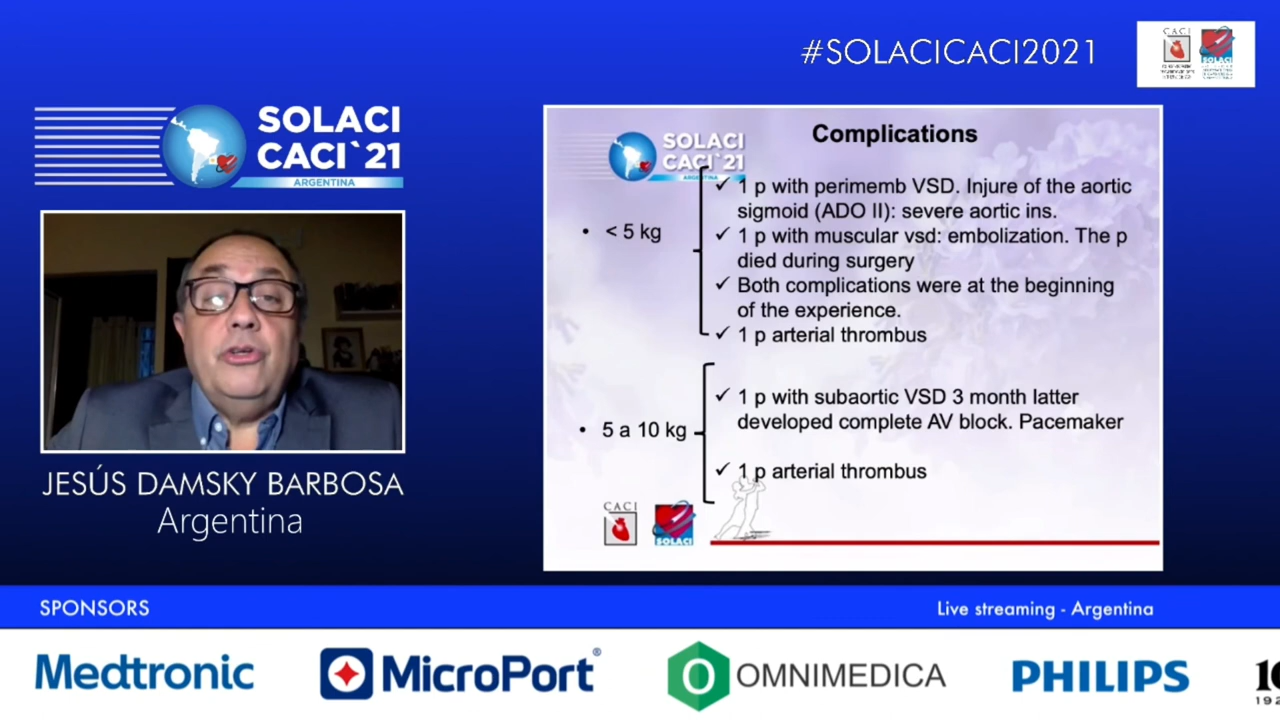 #SOLACICACI2021
CACI
SOLACI
SOLACI
CACI`21
ARGENTINA
JESÚS DAMSKY BARBOSA
Argentina
SOLACI
CACI`21
ARGENTINA
Complications
• < 5 kg
✓ 1 p with perimemb VSD. Injure of the aortic
sigmoid (ADO II): severe aortic ins.
✓ 1 p with muscular vsd: embolization. The p
died during surgery
✓ Both complications were at the beginning
of the experience.
✓ 1 p arterial thrombus
• 5 a 10 kg
✓ 1 p with subaortic VSD 3 month latter
developed complete AV block. Pacemaker
✓ 1 p arterial thrombus
CACI
SOLACI
SPONSORS
Live streaming - Argentina
Medtronic
MicroPort®
OMNIMEDICA
PHILIPS